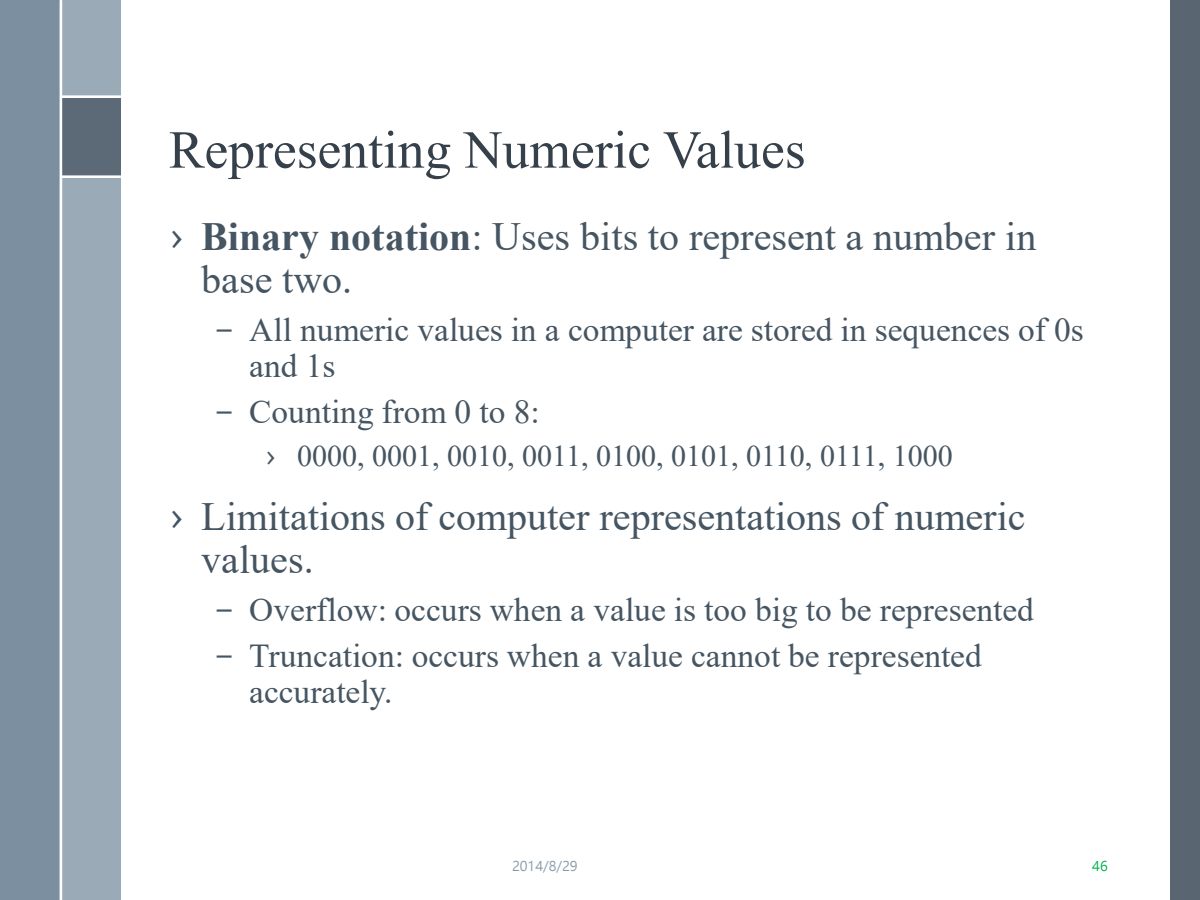 Representing Numeric Values
› Binary notation: Uses bits to represent a number in
base two.
– All numeric values in a computer are stored in sequences of 0s
and 1s
– Counting from 0 to 8:
› 0000, 0001, 0010, 0011, 0100, 0101, 0110, 0111, 1000
› Limitations of computer representations of numeric
values.
– Overflow: occurs when a value is too big to be represented
– Truncation: occurs when a value cannot be represented
accurately.
2014/8/29
46